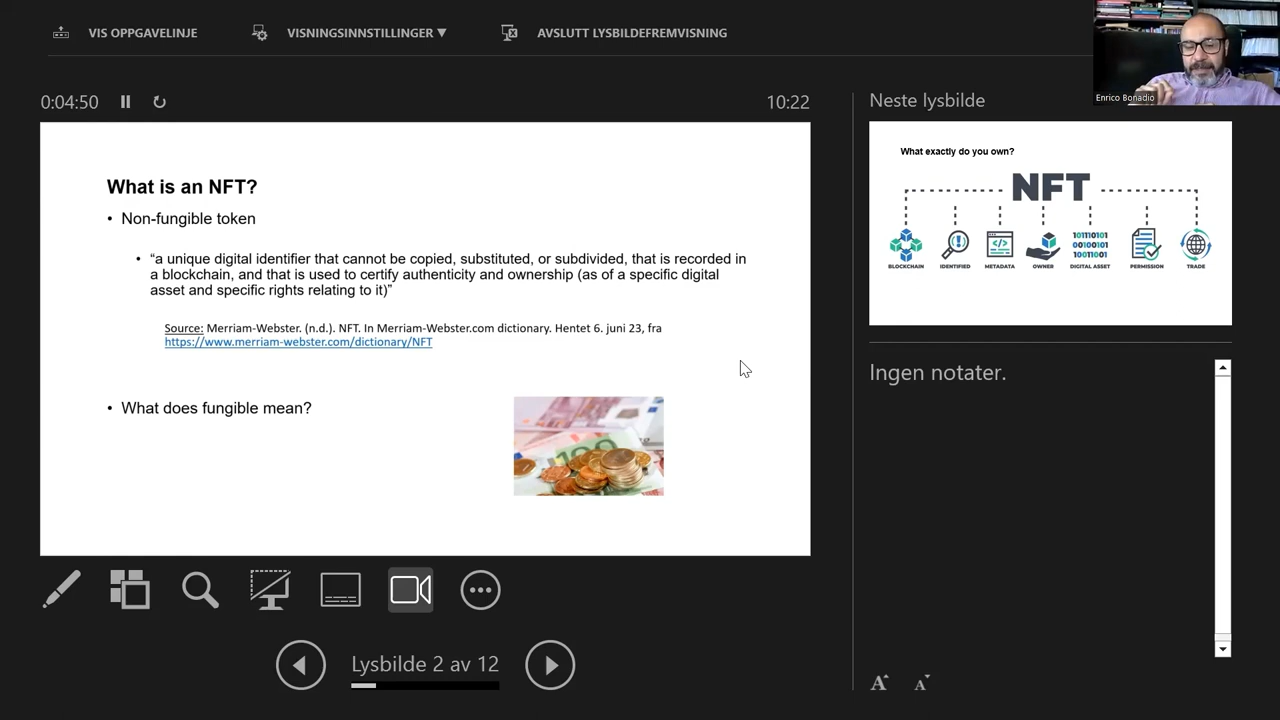 VIS OPPGAVELINJE
VISNINGSINNSTILLINGER ▼
AVSLUTT LYSBILDEFREMVISNING
Enrico Bonadio
0:04:50
10:22
Neste lysbilde
What is an NFT?
• Non-fungible token
• “a unique digital identifier that cannot be copied, substituted, or subdivided, that is recorded in
a blockchain, and that is used to certify authenticity and ownership (as of a specific digital
asset and specific rights relating to it)”
Source: Merriam-Webster. (n.d.). NFT. In Merriam-Webster.com dictionary. Hentet 6. juni 23, fra
https://www.merriam-webster.com/dictionary/NFT
• What does fungible mean?
100
What exactly do you own?
NFT
101110101
00100101
10011001
BLOCKCHAIN
IDENTIFIED
METADATA
OWNER
DIGITAL ASSET
PERMISSION
TRADE
Ingen notater.
Lysbilde 2 av 12
A
A